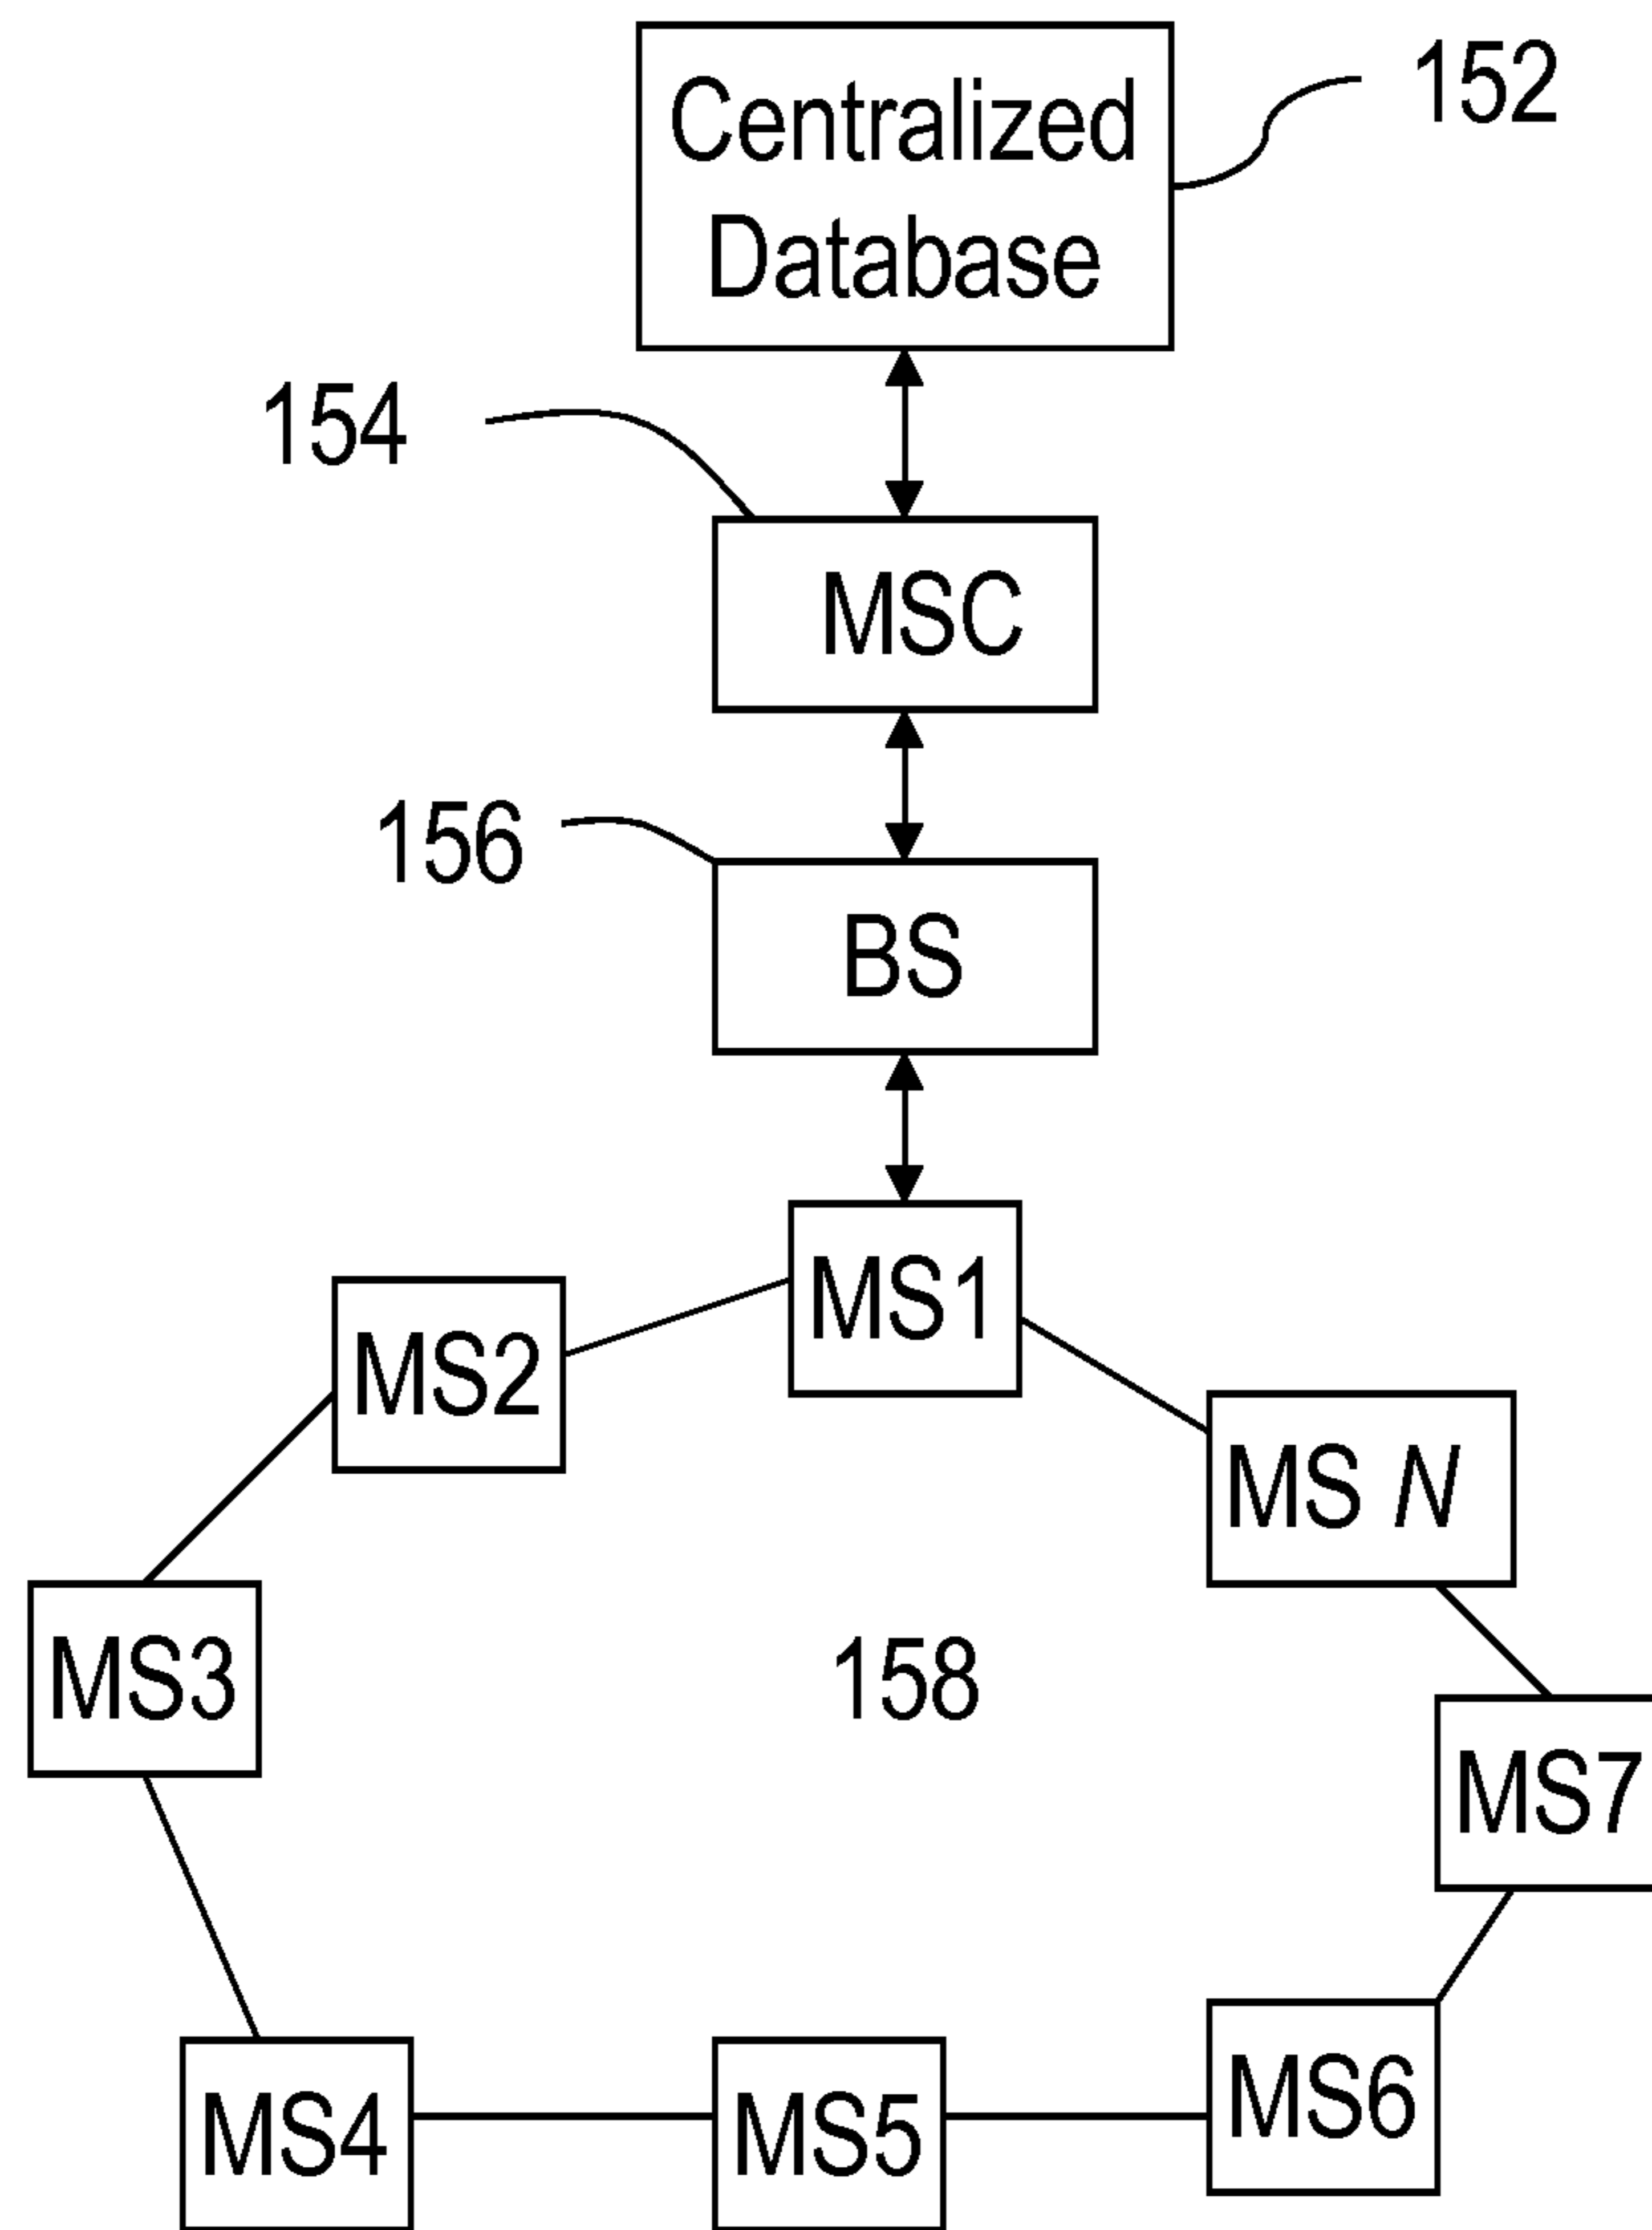 Centralized
Database
152
154
MSC
156
BS
MS1
MS2
MS N
MS3
158
MS7
MS4
MS5
MS6